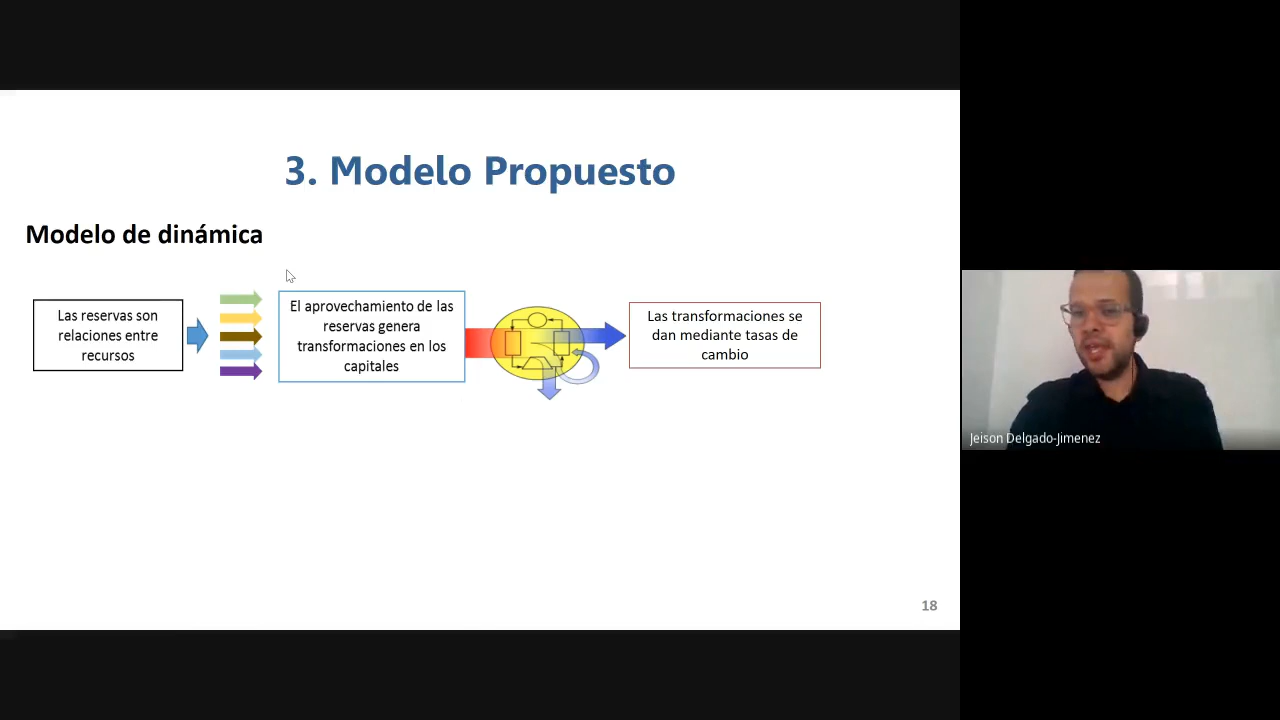 3. Modelo Propuesto
Modelo de dinámica
Las reservas son
relaciones entre
recursos
El aprovechamiento de las
reservas genera
transformaciones en los
capitales
Las transformaciones se
dan mediante tasas de
cambio
Jeison Delgado-Jimenez
18